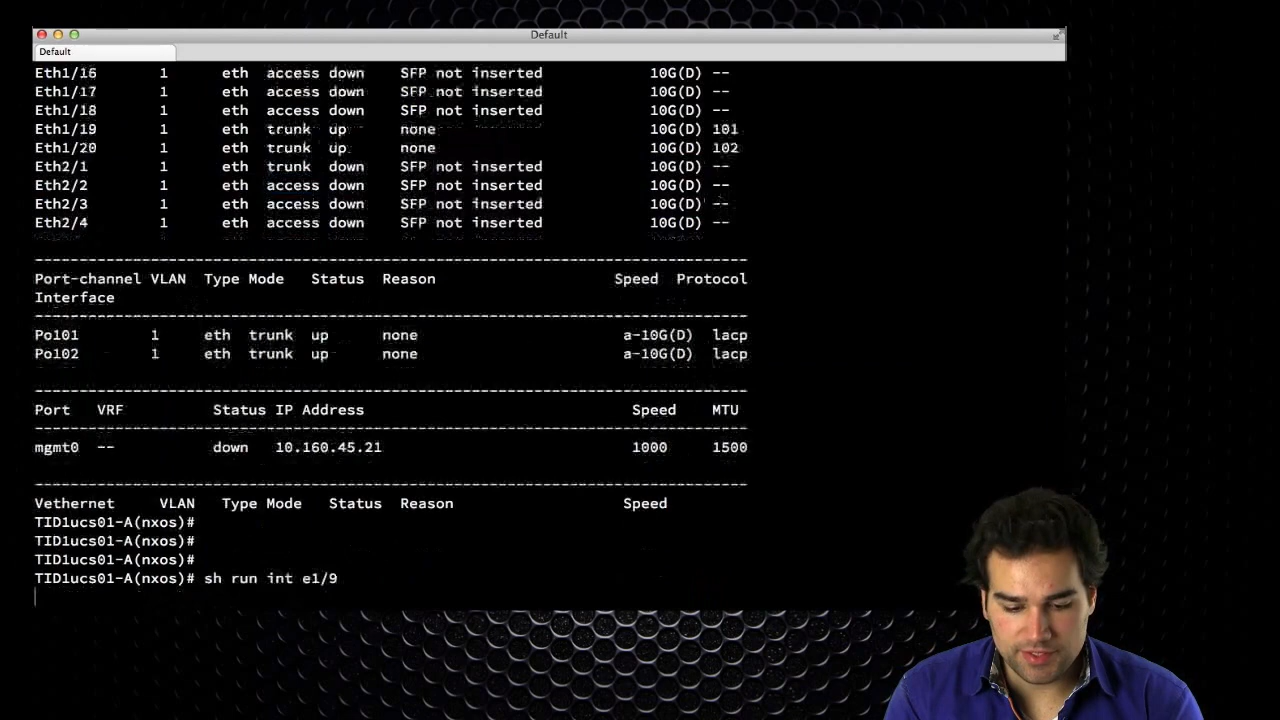 Default
Default
Eth1/16 1 eth access down SFP not inserted 10G(D) --
Eth1/17 1 eth access down SFP not inserted 10G(D) --
Eth1/18 1 eth access down SFP not inserted 10G(D) --
Eth1/19 1 eth trunk up none 10G(D) 101
Eth1/20 1 eth trunk up none 10G(D) 102
Eth2/1 1 eth trunk down SFP not inserted 10G(D) --
Eth2/2 1 eth access down SFP not inserted 10G(D) --
Eth2/3 1 eth access down SFP not inserted 10G(D) --
Eth2/4 1 eth access down SFP not inserted 10G(D) --
--------------------------------------------------------------------------------
Port-channel VLAN Type Mode Status Reason Speed Protocol
Interface
--------------------------------------------------------------------------------
Po101 1 eth trunk up none a-10G(D) lacp
Po102 1 eth trunk up none a-10G(D) lacp
--------------------------------------------------------------------------------
Port VRF Status IP Address Speed MTU
--------------------------------------------------------------------------------
mgmt0 -- down 10.160.45.21 1000 1500
--------------------------------------------------------------------------------
Vethernet VLAN Type Mode Status Reason Speed
TID1ucs01-A(nxos)#
TID1ucs01-A(nxos)#
TID1ucs01-A(nxos)#
TID1ucs01-A(nxos)# sh run int e1/9